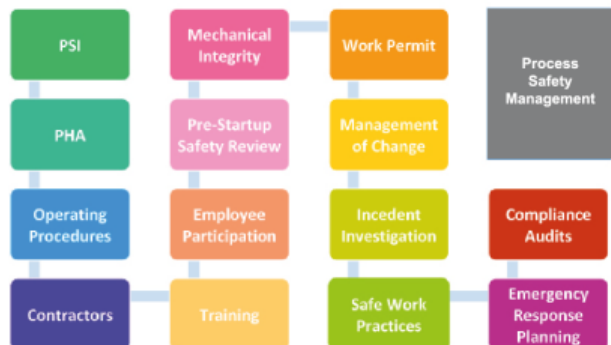 PSI
PHA
Operating
Procedures
Contractors
Training
Employee
Participation
Pre-Startup
Safety Review
Mechanical
Integrity
Work Permit
Management
of Change
Incedent
Investigation
Safe Work
Practices
Emergency
Response
Planning
Compliance
Audits
Process
Safety
Management